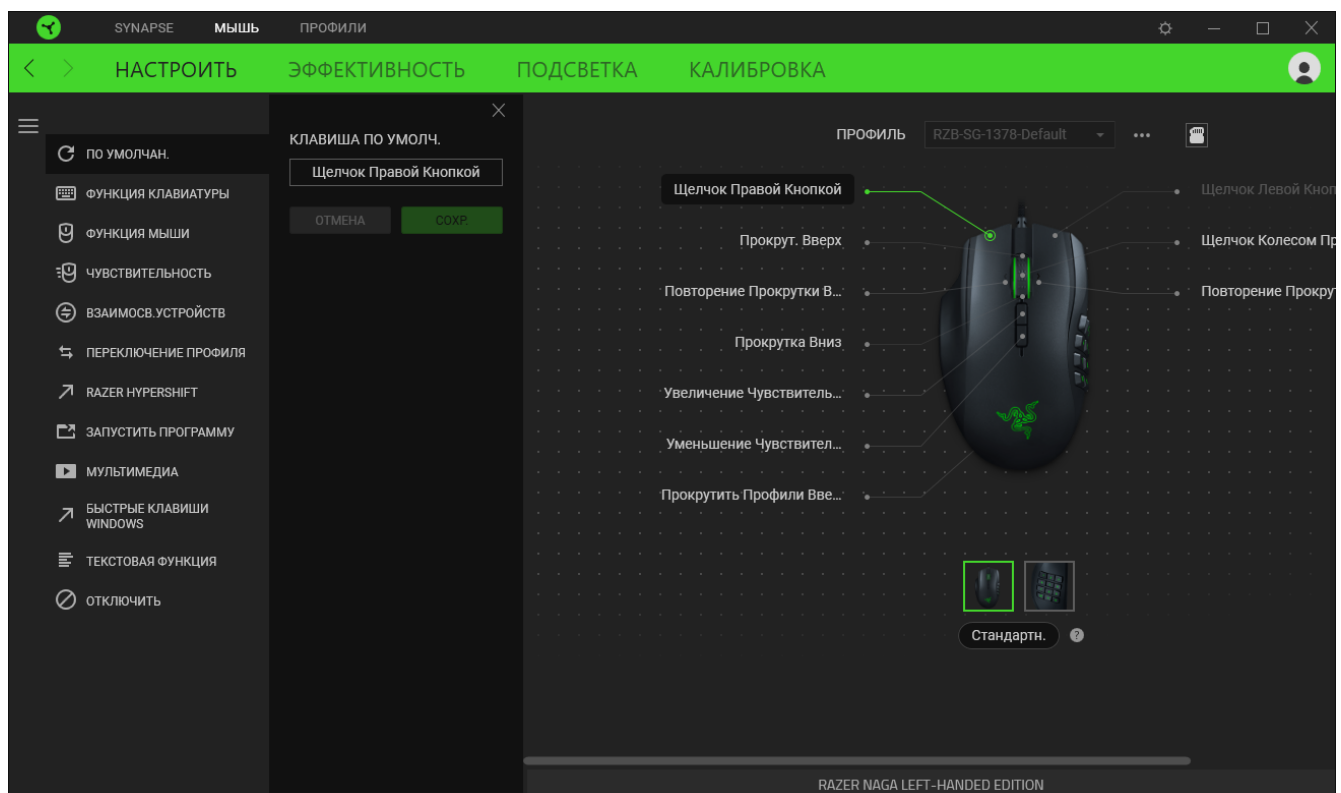 SYNAPSE МЫШЬ ПРОФИЛИ
НАСТРОИТЬ ЭФФЕКТИВНОСТЬ ПОДСВЕТКА КАЛИБРОВКА
ПО УМОЛЧАН.
ФУНКЦИЯ КЛАВИАТУРЫ
ФУНКЦИЯ МЫШИ
ЧУВСТВИТЕЛЬНОСТЬ
ВЗАИМОСВ.УСТРОЙСТВ
ПЕРЕКЛЮЧЕНИЕ ПРОФИЛЯ
RAZER HYPERSHIFT
ЗАПУСТИТЬ ПРОГРАММУ
МУЛЬТИМЕДИА
БЫСТРЫЕ КЛАВИШИ
WINDOWS
ТЕКСТОВАЯ ФУНКЦИЯ
ОТКЛЮЧИТЬ
КЛАВИША ПО УМОЛЧ.
Щелчок Правой Кнопкой
ОТМЕНА СОХР.
ПРОФИЛЬ RZB-SG-1378-Default
Щелчок Правой Кнопкой
Прокрут. Вверх
Повторение Прокрутки В...
Прокрутка Вниз
Увеличение Чувствитель...
Уменьшение Чувствител...
Прокрутить Профили Вве...
Щелчок Левой Кноп
Щелчок Колесом Пр
Повторение Прокрут
Стандартн. ?
RAZER NAGA LEFT-HANDED EDITION